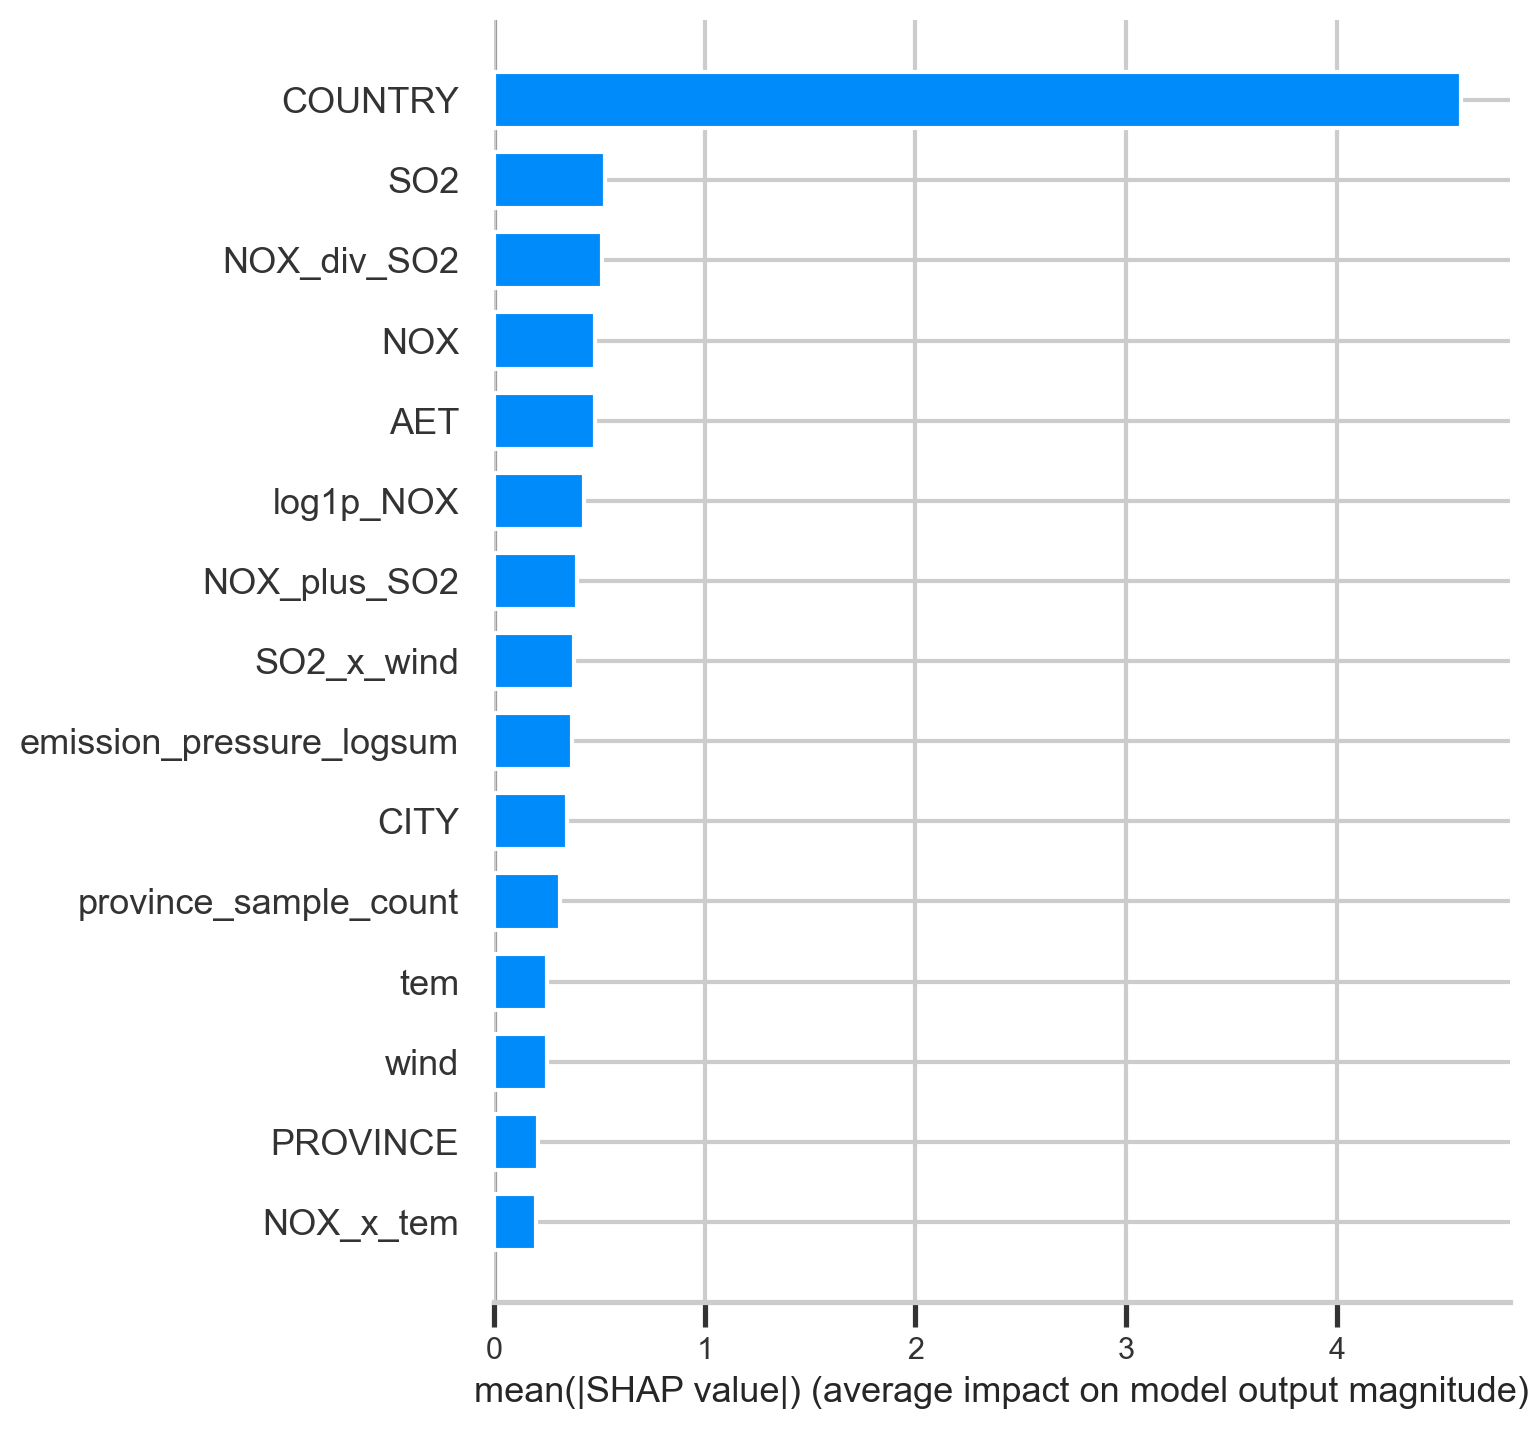 COUNTRY
SO2
NOX_div_SO2
NOX
AET
log1p_NOX
NOX_plus_SO2
SO2_x_wind
emission_pressure_logsum
CITY
province_sample_count
tem
wind
PROVINCE
NOX_x_tem
0 1 2 3 4
mean(|SHAP value|) (average impact on model output magnitude)